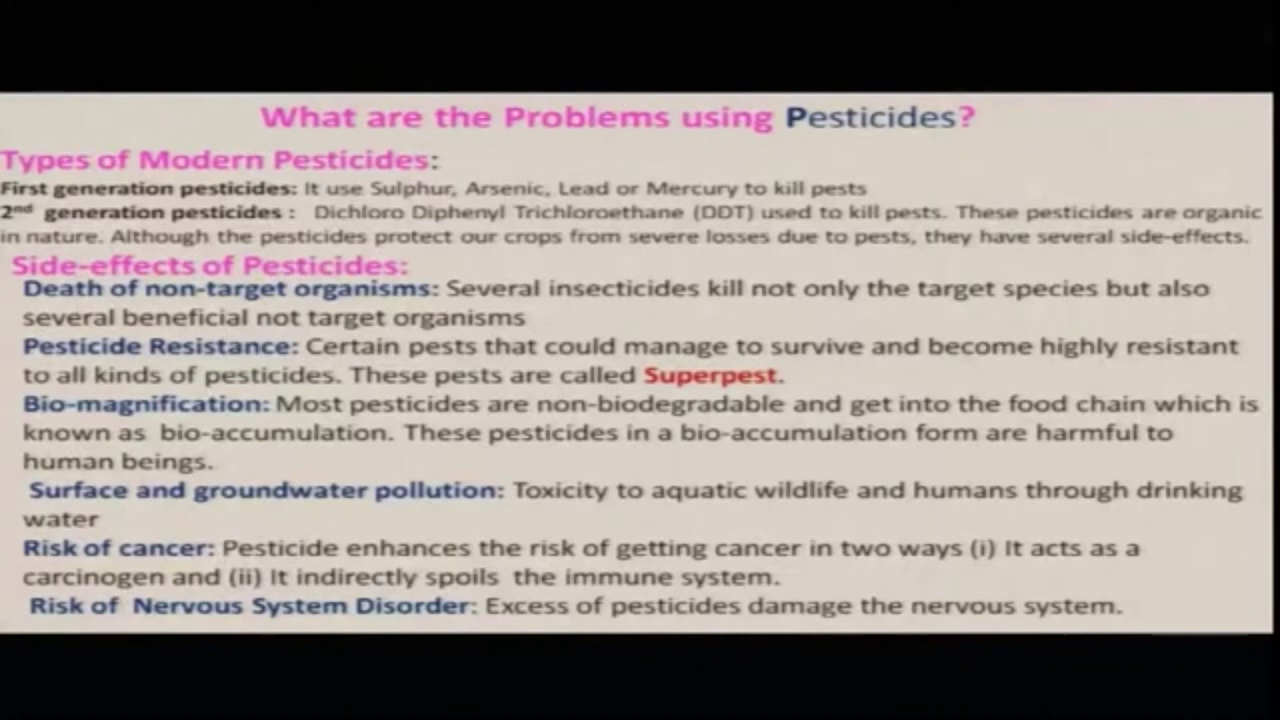 What are the Problems using Pesticides?
Types of Modern Pesticides:
First generation pesticides: It use Sulphur, Arsenic, Lead or Mercury to kill pests
2nd generation pesticides : Dichloro Diphenyl Trichloroethane (DDT) used to kill pests. These pesticides are organic
in nature. Although the pesticides protect our crops from severe losses due to pests, they have several side-effects.
Side-effects of Pesticides:
Death of non-target organisms: Several insecticides kill not only the target species but also
several beneficial not target organisms
Pesticide Resistance: Certain pests that could manage to survive and become highly resistant
to all kinds of pesticides. These pests are called Superpest.
Bio-magnification: Most pesticides are non-biodegradable and get into the food chain which is
known as bio-accumulation. These pesticides in a bio-accumulation form are harmful to
human beings.
Surface and groundwater pollution: Toxicity to aquatic wildlife and humans through drinking
water
Risk of cancer: Pesticide enhances the risk of getting cancer in two ways (i) It acts as a
carcinogen and (ii) It indirectly spoils the immune system.
Risk of Nervous System Disorder: Excess of pesticides damage the nervous system.